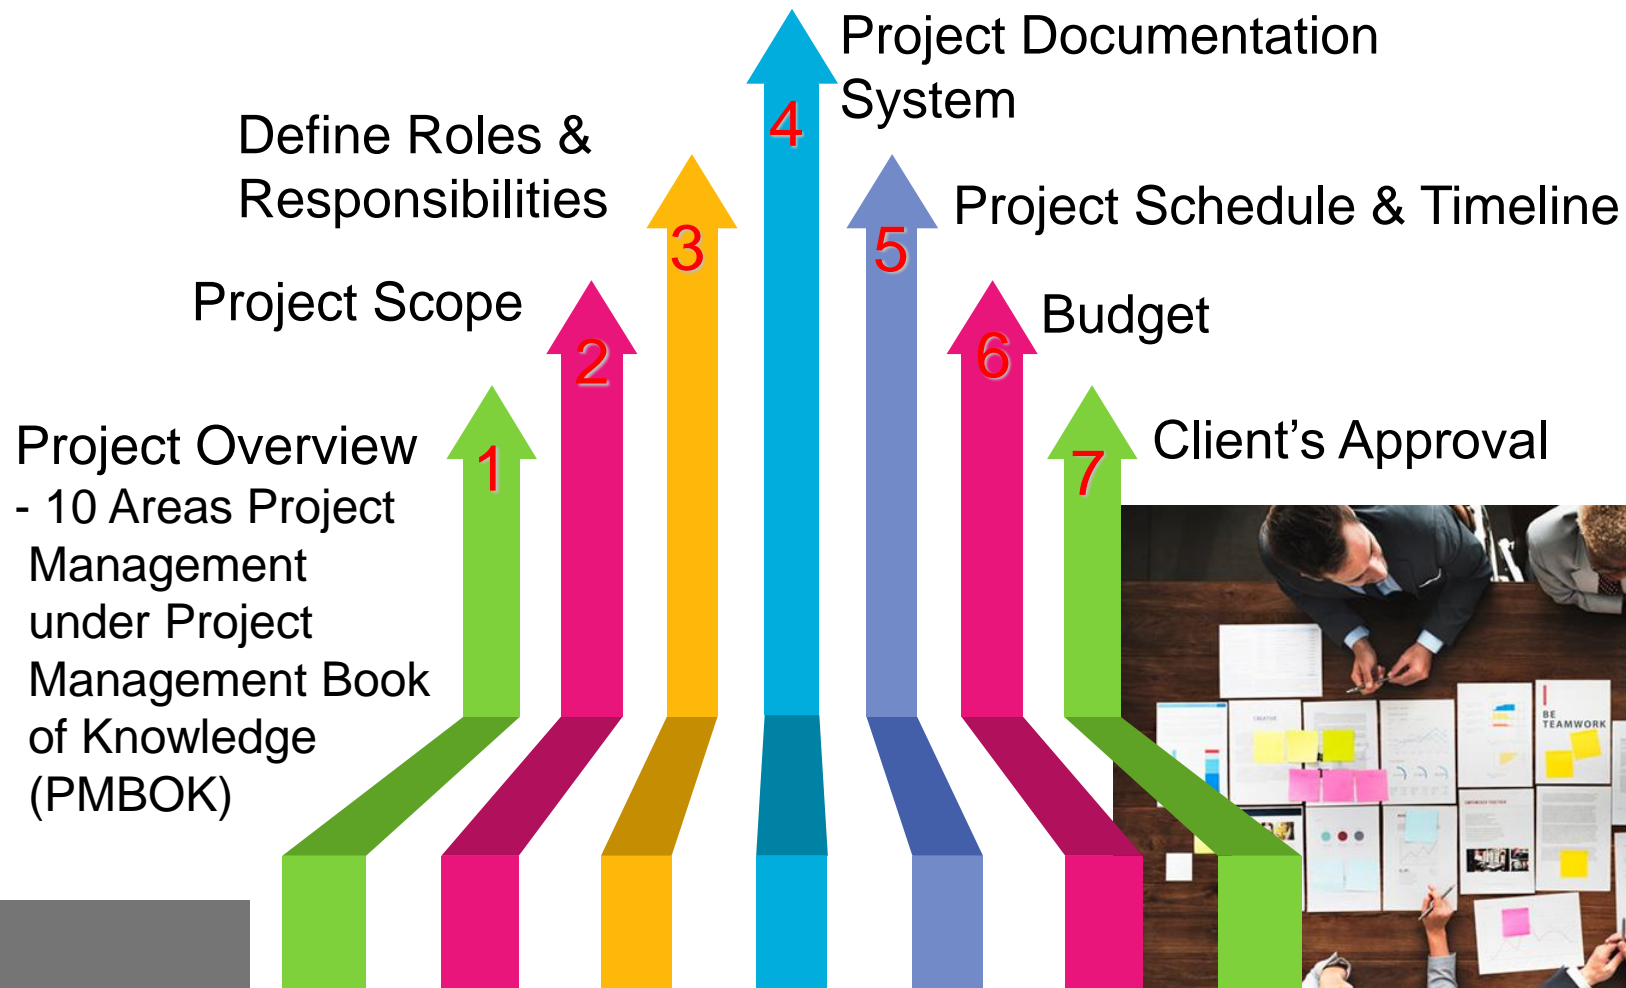 Project Documentation
System
4
Define Roles &
Responsibilities
3
Project Schedule & Timeline
5
Project Scope
2
Budget
6
Project Overview
- 10 Areas Project
Management
under Project
Management Book
of Knowledge
(PMBOK)
1
Client’s Approval
7
BE
TEAMWORK
CREATIVE